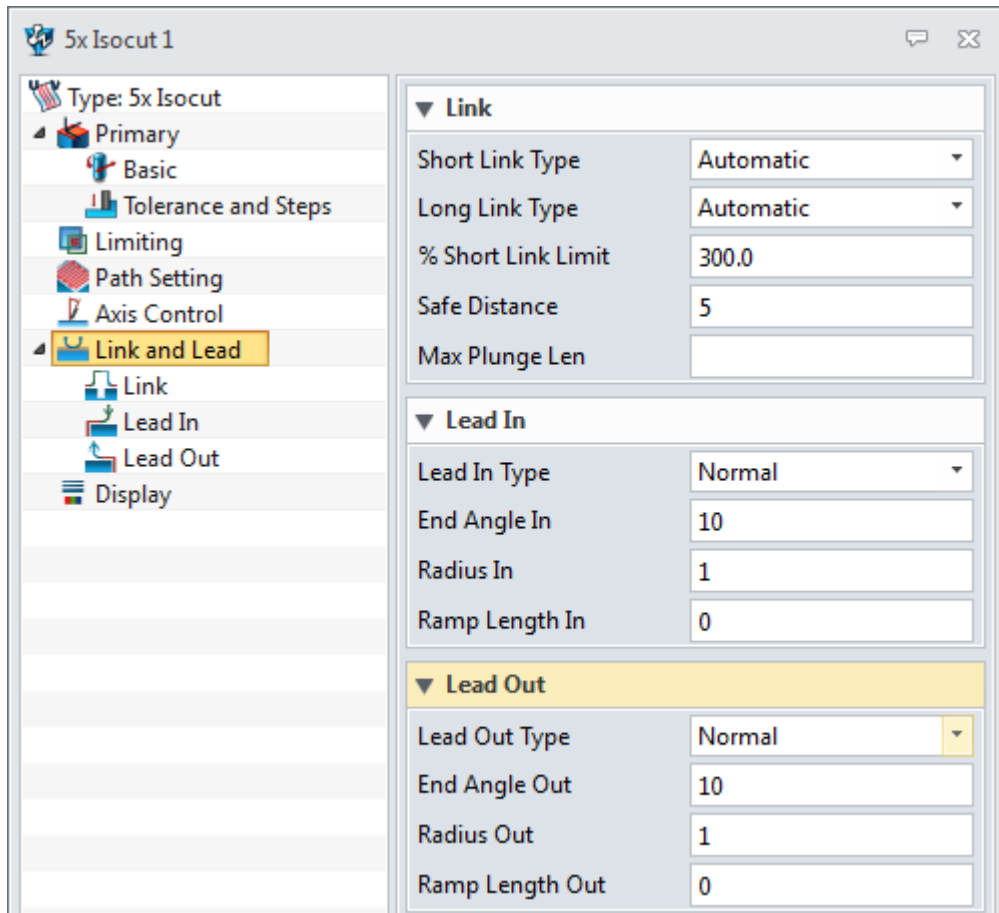 5x Isocut 1
Type: 5x Isocut
Primary
Basic
Tolerance and Steps
Limiting
Path Setting
Axis Control
Link and Lead
Link
Lead In
Lead Out
Display
Link
Short Link Type Automatic
Long Link Type Automatic
% Short Link Limit 300.0
Safe Distance 5
Max Plunge Len
Lead In
Lead In Type Normal
End Angle In 10
Radius In 1
Ramp Length In 0
Lead Out
Lead Out Type Normal
End Angle Out 10
Radius Out 1
Ramp Length Out 0